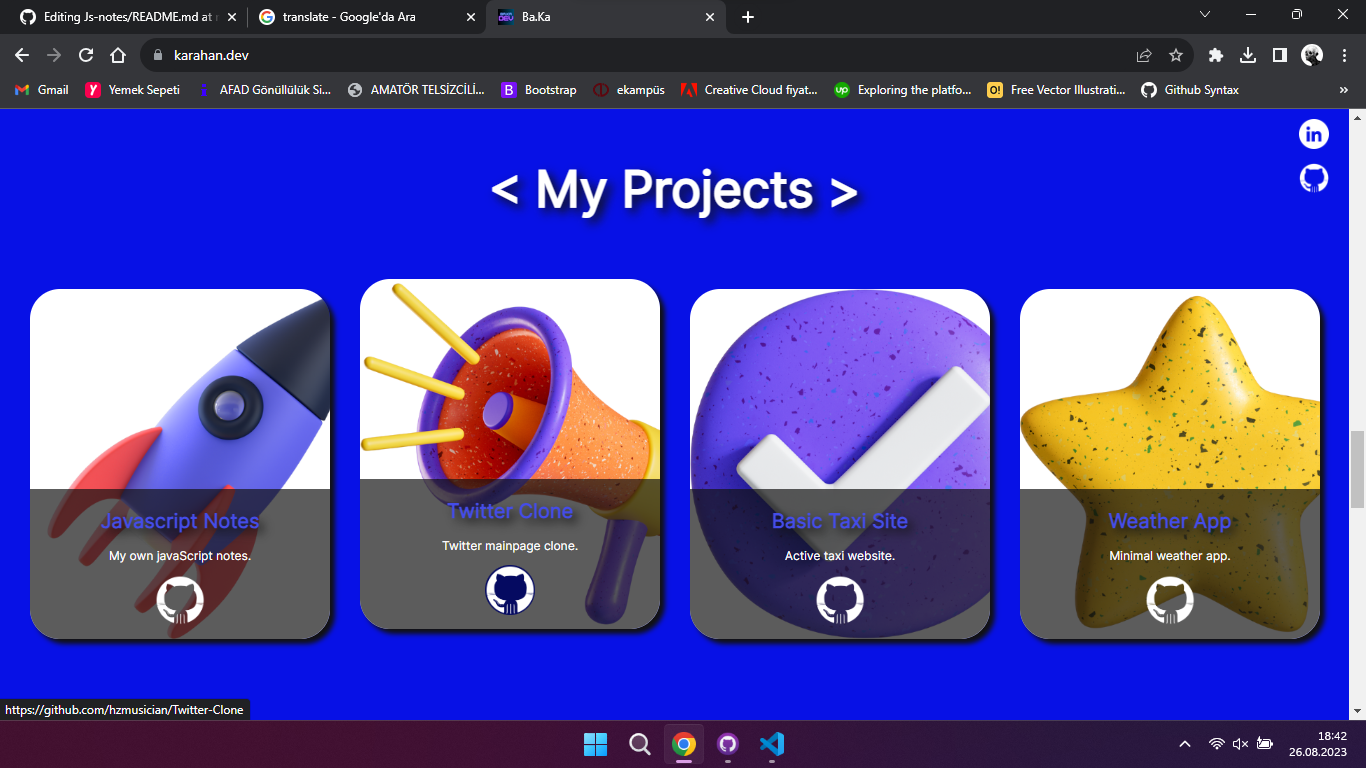 Editing Js-notes/README.md at
translate - Google'da Ara
Ba.Ka
karahan.dev
Gmail
Y
Yemek Sepeti
AFAD Gönüllülük Si...
AMATÖR TELSİZCİLİ...
B
Bootstrap
ekampüs
Creative Cloud fiyat...
up
Exploring the platfo...
O!
Free Vector Illustrati...
Github Syntax
»
in
< My Projects >
Javascript Notes
My own javaScript notes.
Twitter Clone
Twitter mainpage clone.
Basic Taxi Site
Active taxi website.
Weather App
Minimal weather app.
https://github.com/hzmusician/Twitter-Clone
18:42
26.08.2023